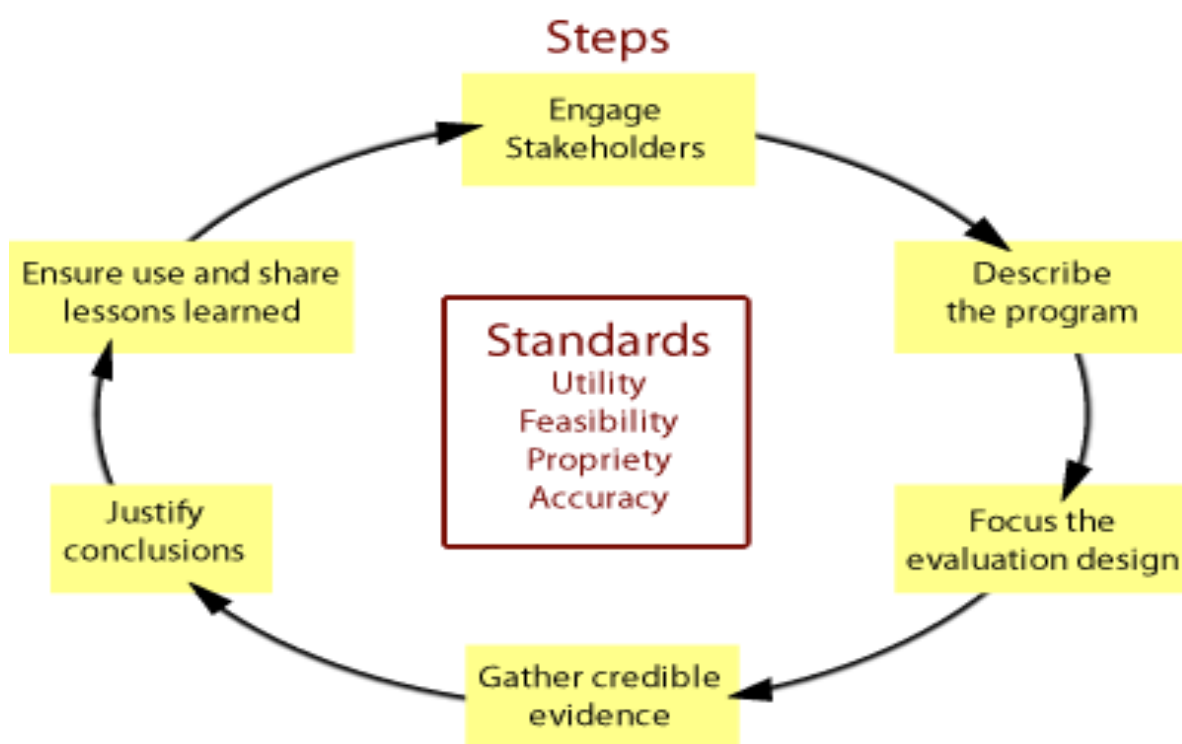 Steps
Engage
Stakeholders
Describe
the program
Focus the
evaluation design
Gather credible
evidence
Justify
conclusions
Ensure use and share
lessons learned
Standards
Utility
Feasibility
Propriety
Accuracy